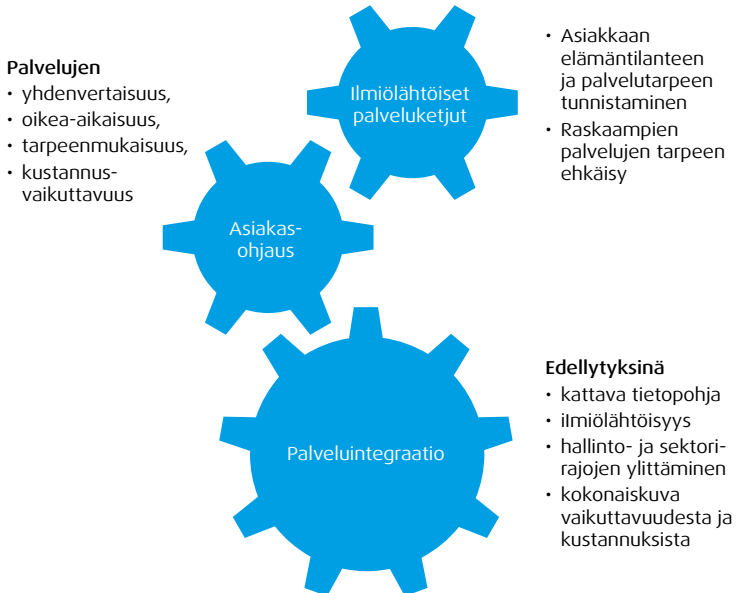 Palvelujen
• yhdenvertaisuus,
• oikea-aikaisuus,
• tarpeenmukaisuus,
• kustannus-
vaikuttavuus
Ilmiölähtöiset
palveluketjut
• Asiakkaan
elämäntilanteen
ja palvelutarpeen
tunnistaminen
• Raskaampien
palvelujen tarpeen
ehkäisy
Asiakas-
ohjaus
Palveluintegraatio
Edellytyksinä
• kattava tietopohja
• ilmiölähtöisyys
• hallinto- ja sektori-
rajojen ylittäminen
• kokonaiskuva
vaikuttavuudesta ja
kustannuksista